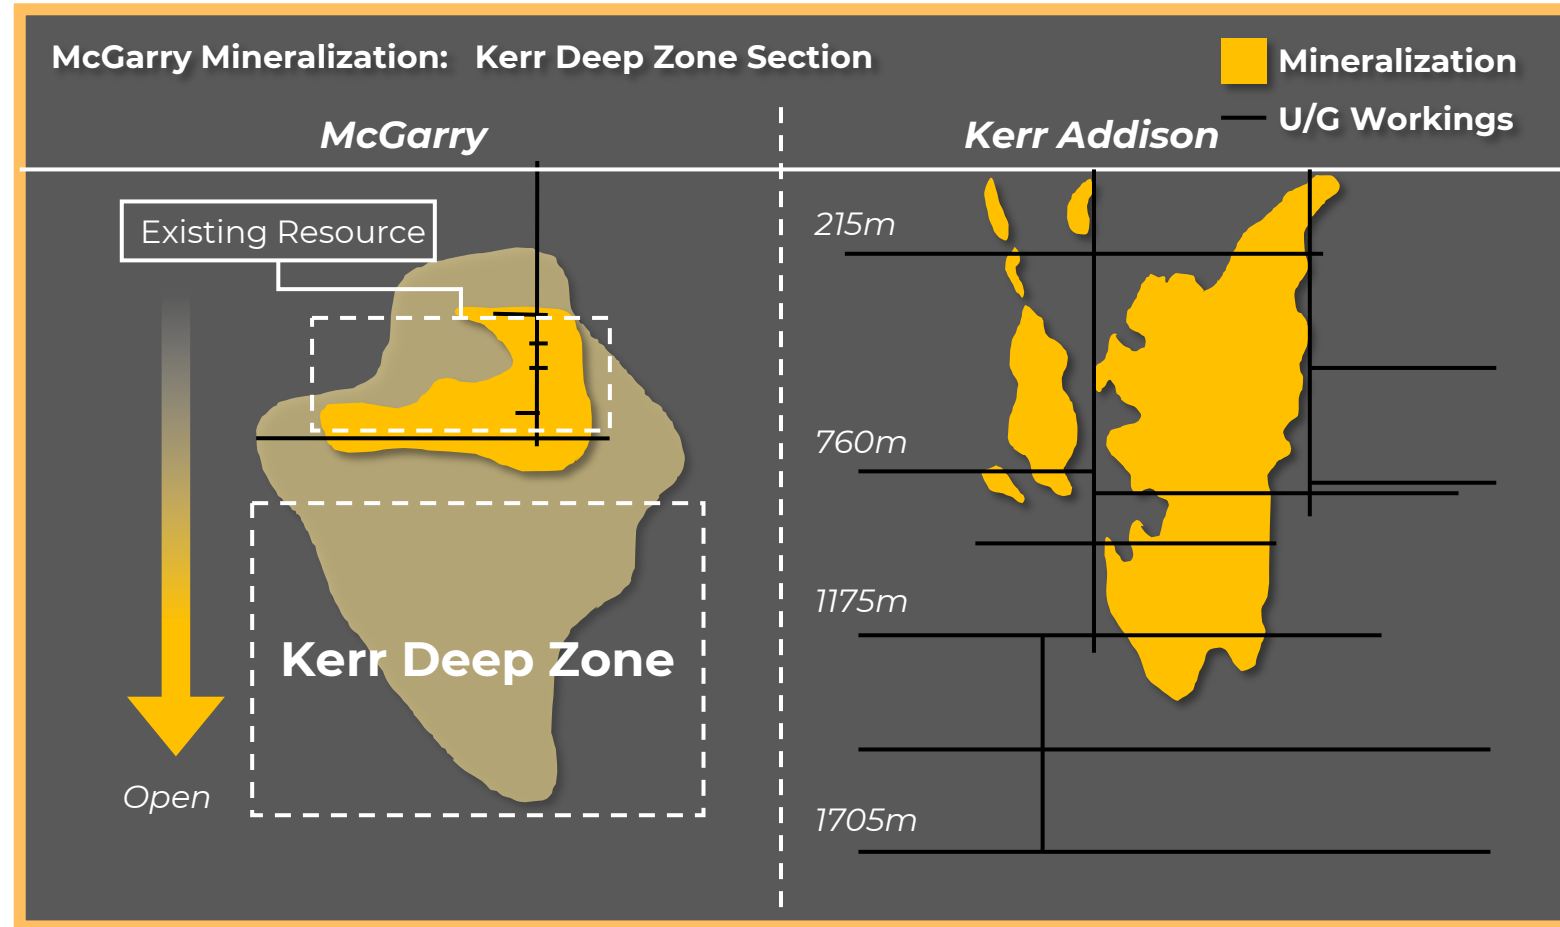 McGarry Mineralization: Kerr Deep Zone Section
Mineralization
U/G Workings
McGarry
Kerr Addison
Existing Resource
215m
760m
1175m
Kerr Deep Zone
Open
1705m